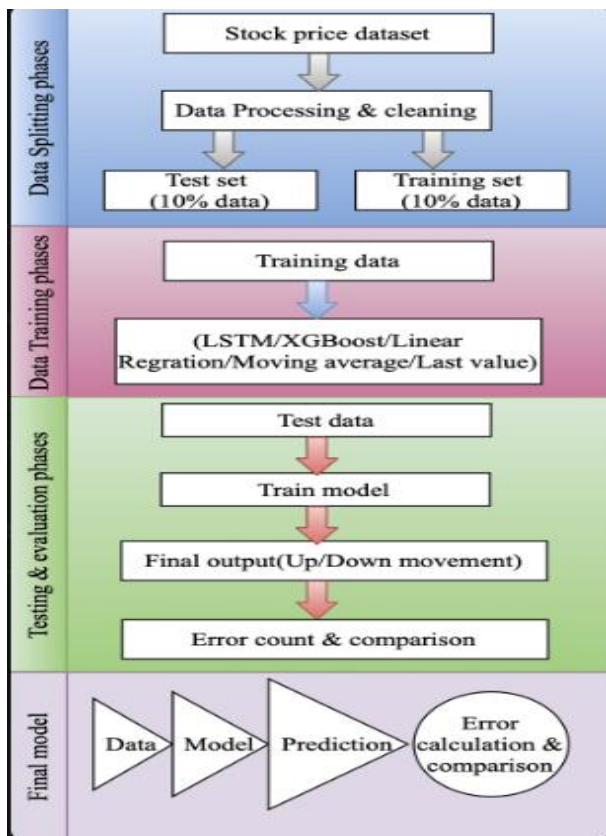 Data Splitting phases
Stock price dataset
Data Processing & cleaning
Test set
(10% data)
Training set
(10% data)
Data Training phases
Training data
(LSTM/XGBoost/Linear
Regration/Moving average/Last value)
Testing & evaluation phases
Test data
Train model
Final output(Up/Down movement)
Error count & comparison
Final model
Data
Model
Prediction
Error
calculation &
comparison